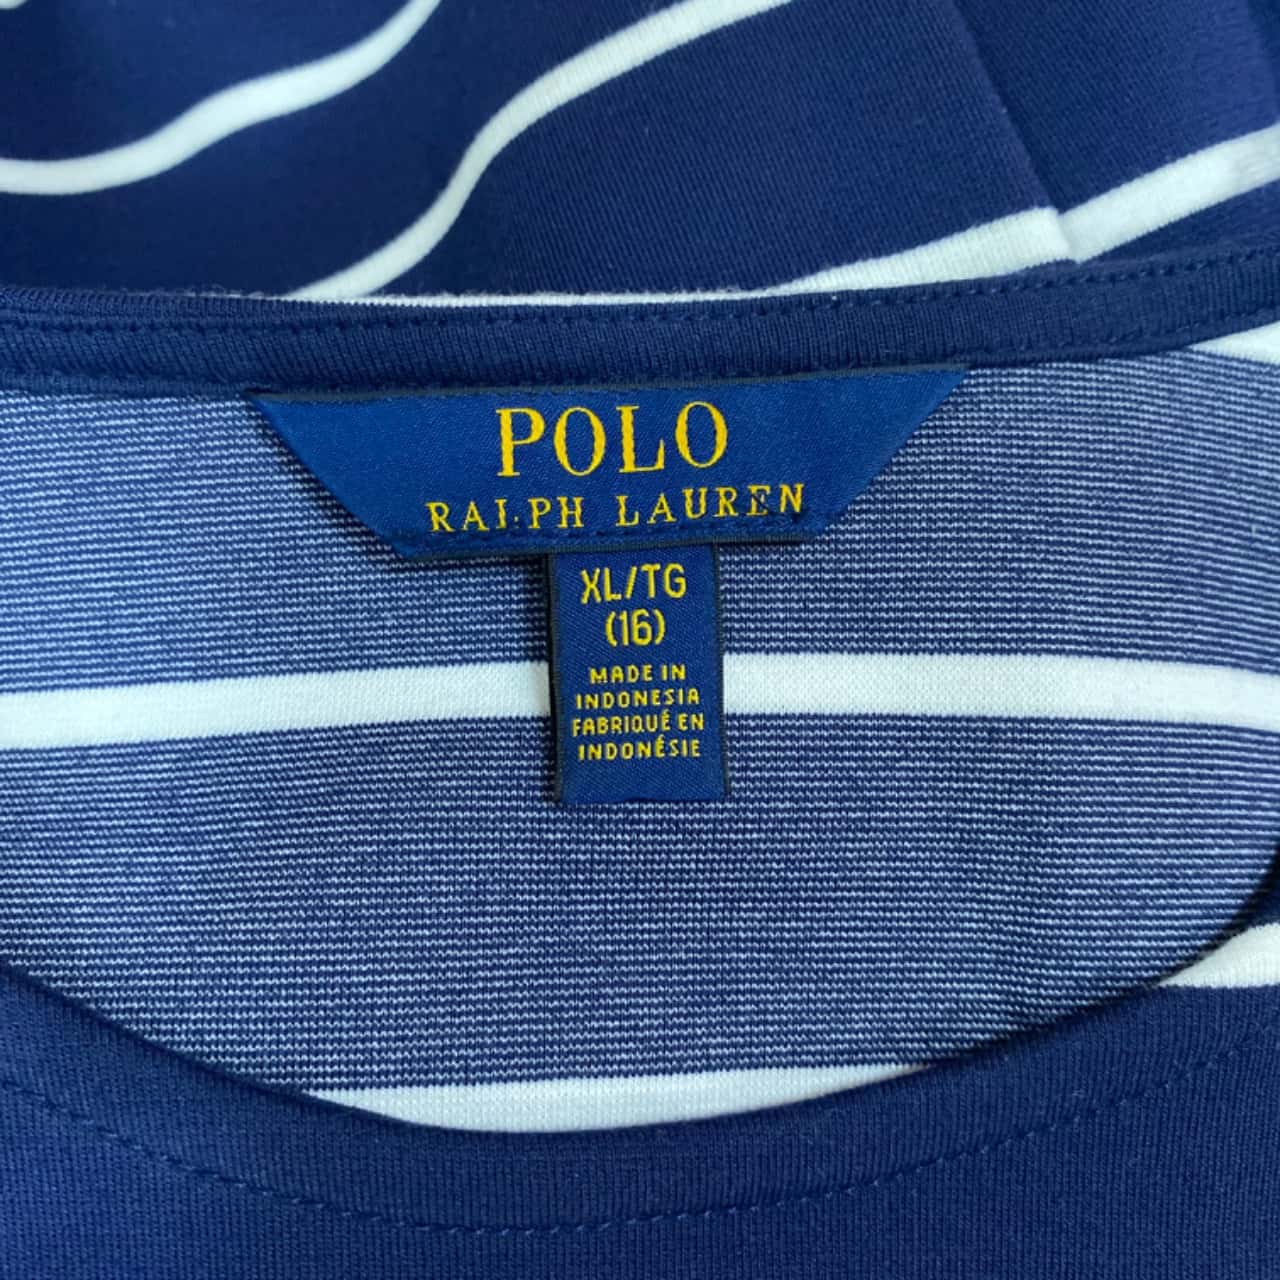 POLO
RALPH LAUREN
XL/TG
(16)
MADE IN
INDONESIA
FABRIQUÉ EN
INDONÉSIE